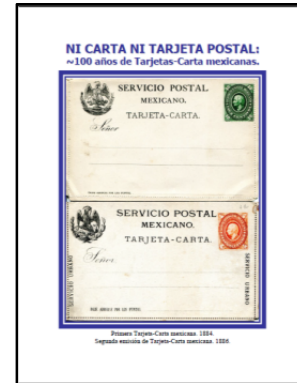 NI CARTA NI TARJETA POSTAL:
~100 años de Tarjetas-Carta mexicanas.
SERVICIO POSTAL
MEXICANO.
TARJETA-CARTA.
Señor
SERVICIO POSTAL
MEXICANO.
TARJETA-CARTA.
Señor
SERVICIO URBANO
SERVICIO URBANO
Primera Tarjeta-Carta mexicana. 1884.
Segunda emisión de Tarjeta-Carta mexicana. 1886.